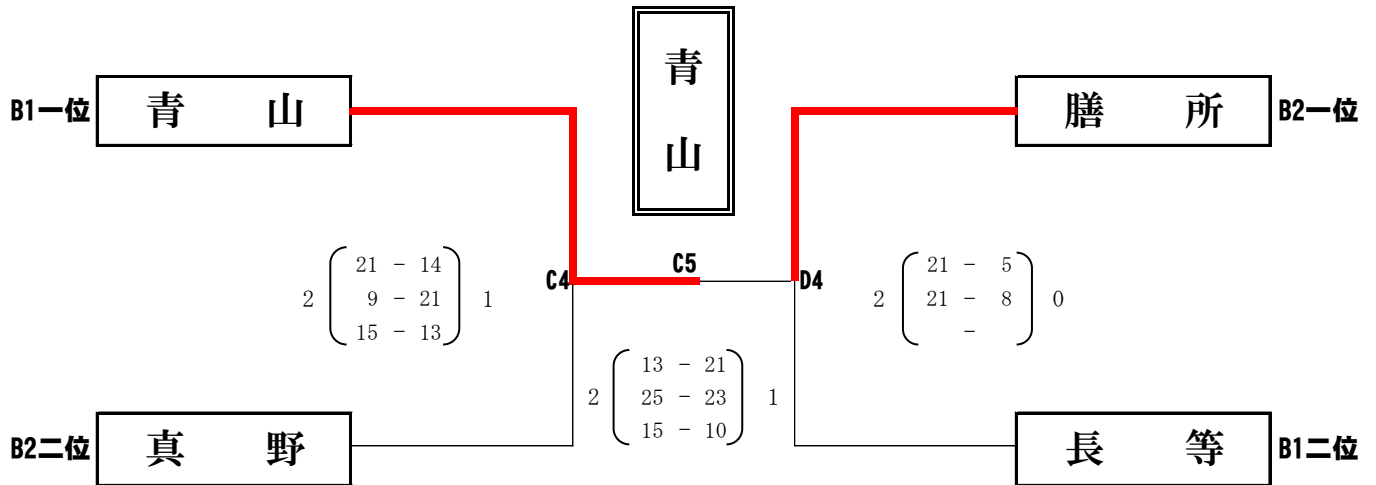 青山
B1一位 青山
膳所 B2一位
C4
C5
D4
2 21 - 14 1
9 - 21
15 - 13
2 21 - 5 0
21 - 8
-
2 13 - 21 1
25 - 23
15 - 10
B2二位 真野
長等 B1二位